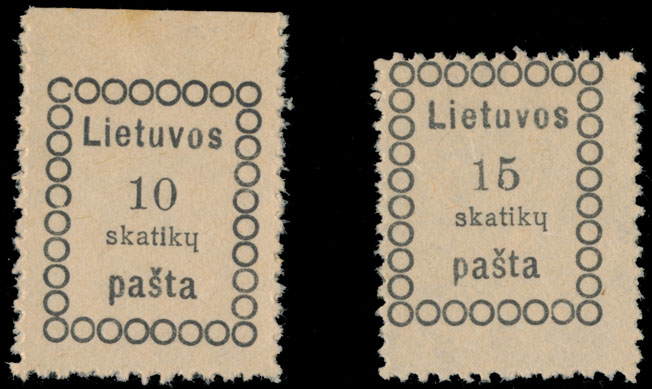 Lietuvos
10
skatikų
pašta
Lietuvos
15
skatikų
pašta